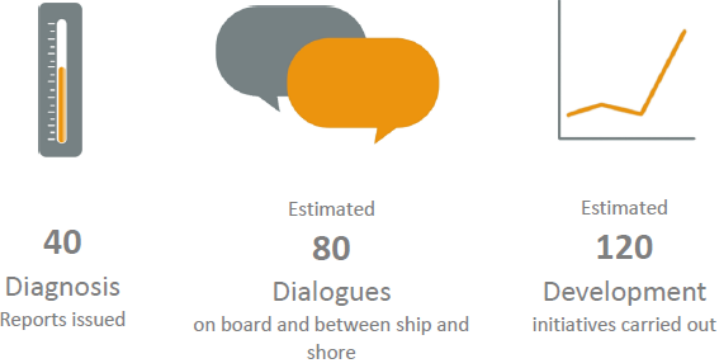 40
Diagnosis
Reports issued
Estimated
80
Dialogues
on board and between ship and
shore
Estimated
120
Development
initiatives carried out